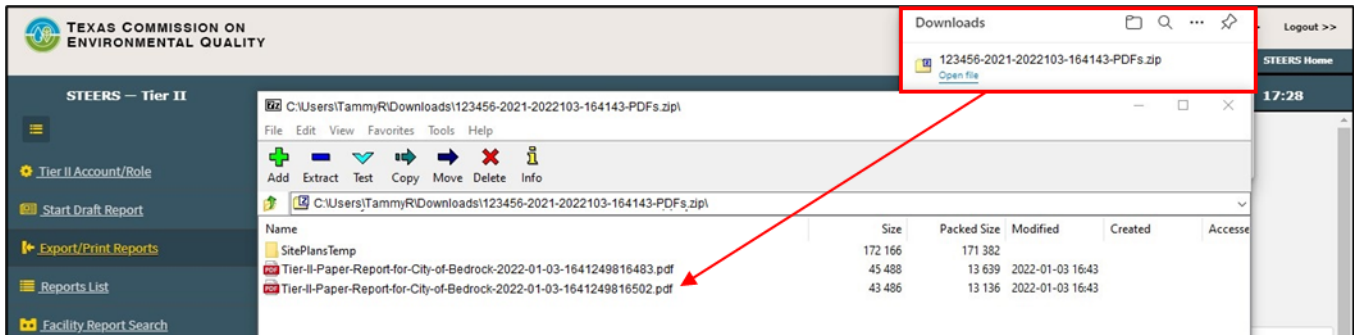 TEXAS COMMISSION ON
ENVIRONMENTAL QUALITY
Downloads
Logout >>
123456-2021-2022103-164143-PDFs.zip
Open file
STEERS Home
STEERS — Tier II
17:28
C:\Users\TammyR\Downloads\123456-2021-2022103-164143-PDFs.zip\
File Edit View Favorites Tools Help
Add Extract Test Copy Move Delete Info
Tier II Account/Role
C:\Users\TammyR\Downloads\123456-2021-2022103-164143-PDFs.zip\
Start Draft Report
Name Size Packed Size Modified Created Accesse
SitePlansTemp 172 166 171 382
Export/Print Reports
Tier-II-Paper-Report-for-City-of-Bedrock-2022-01-03-1641249816483.pdf 45 488 13 639 2022-01-03 16:43
Tier-II-Paper-Report-for-City-of-Bedrock-2022-01-03-1641249816502.pdf 43 486 13 136 2022-01-03 16:43
Reports List
Facility Report Search